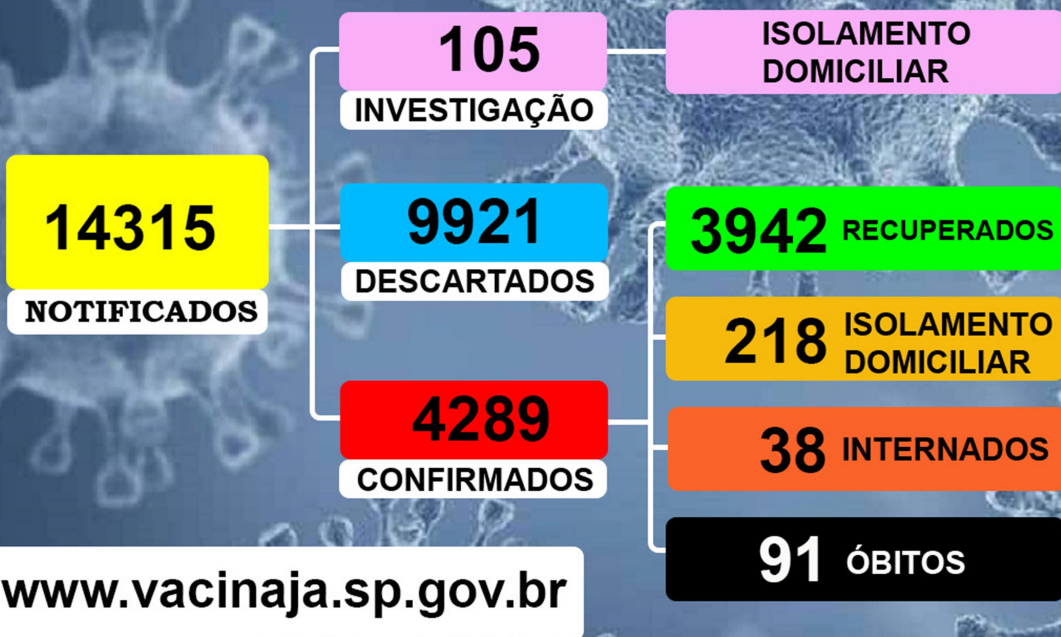 105
INVESTIGAÇÃO
ISOLAMENTO
DOMICILIAR
14315
NOTIFICADOS
9921
DESCARTADOS
4289
CONFIRMADOS
3942 RECUPERADOS
218 ISOLAMENTO
DOMICILIAR
38 INTERNADOS
91 ÓBITOS
www.vacinaja.sp.gov.br